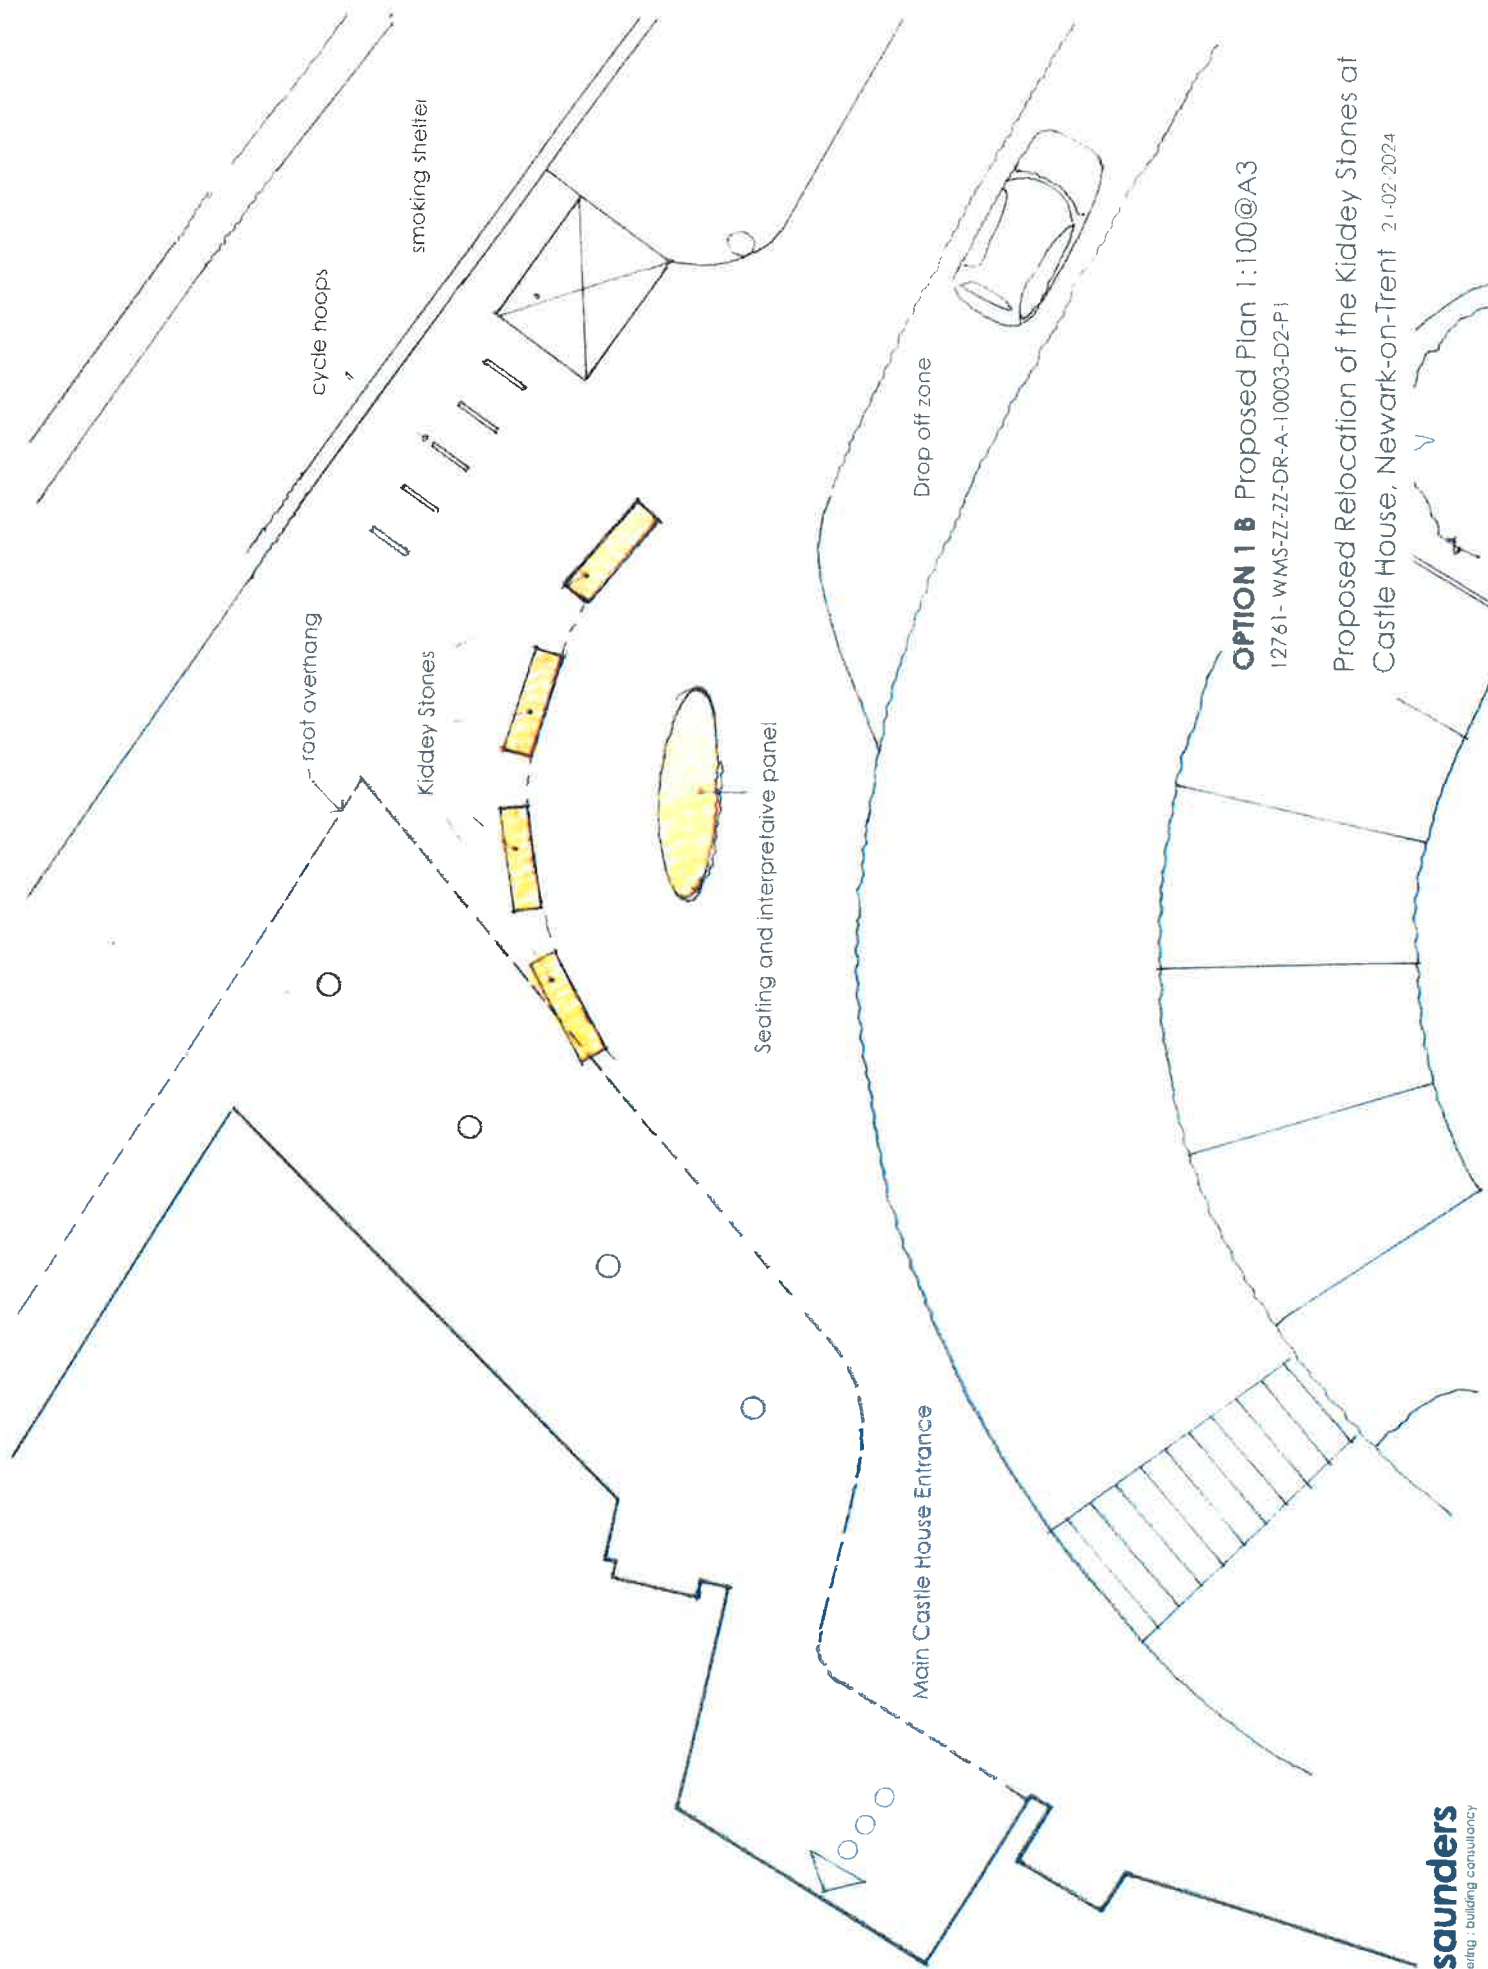 cycle hoops
smoking shelter
root overhang
Kiddey Stones
Seating and interpretaive panel
Drop off zone
Main Castle House Entrance
OPTION 1 B Proposed Plan 1:100@A3
12761- WMS-ZZ-ZZ-DR-A-10003-D2-P1
Proposed Relocation of the Kiddey Stones at
Castle House, Newark-on-Trent 21-02-2024
saunders
ering : building consultancy